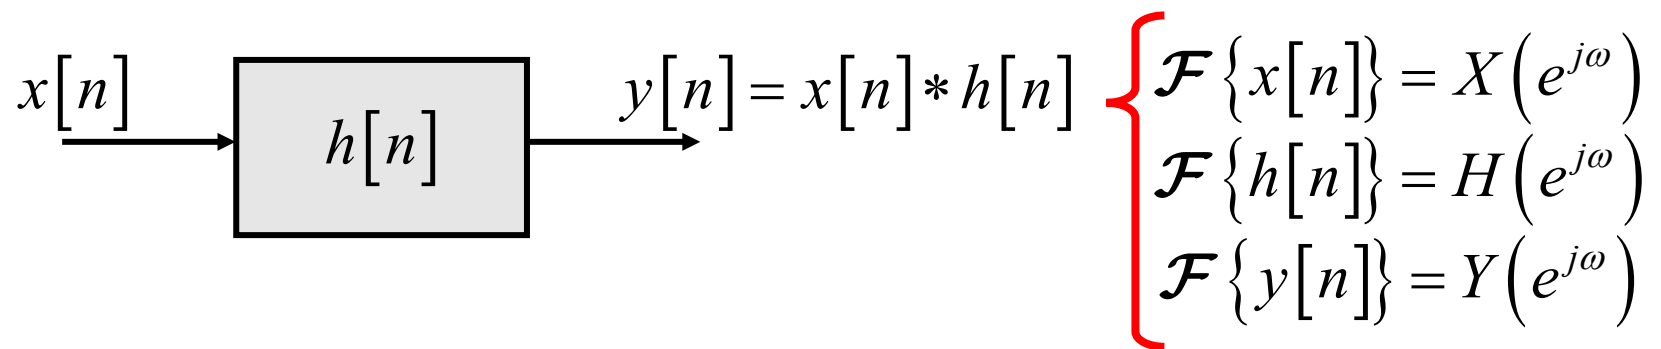 x[n]
h[n]
y[n] = x[n] * h[n]
ℱ{x[n]} = X(e^{jω})
ℱ{h[n]} = H(e^{jω})
ℱ{y[n]} = Y(e^{jω})